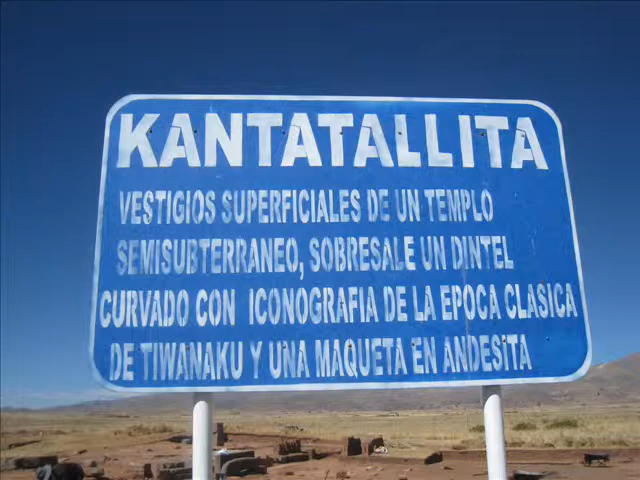 KANTATALLITA
VESTIGIOS SUPERFICIALES DE UN TEMPLO
SEMISUBTERRANEO, SOBRESALE UN DINTEL
CURVADO CON ICONOGRAFIA DE LA EPOCA CLASICA
DE TIWANAKU Y UNA MAQUETA EN ANDESITA